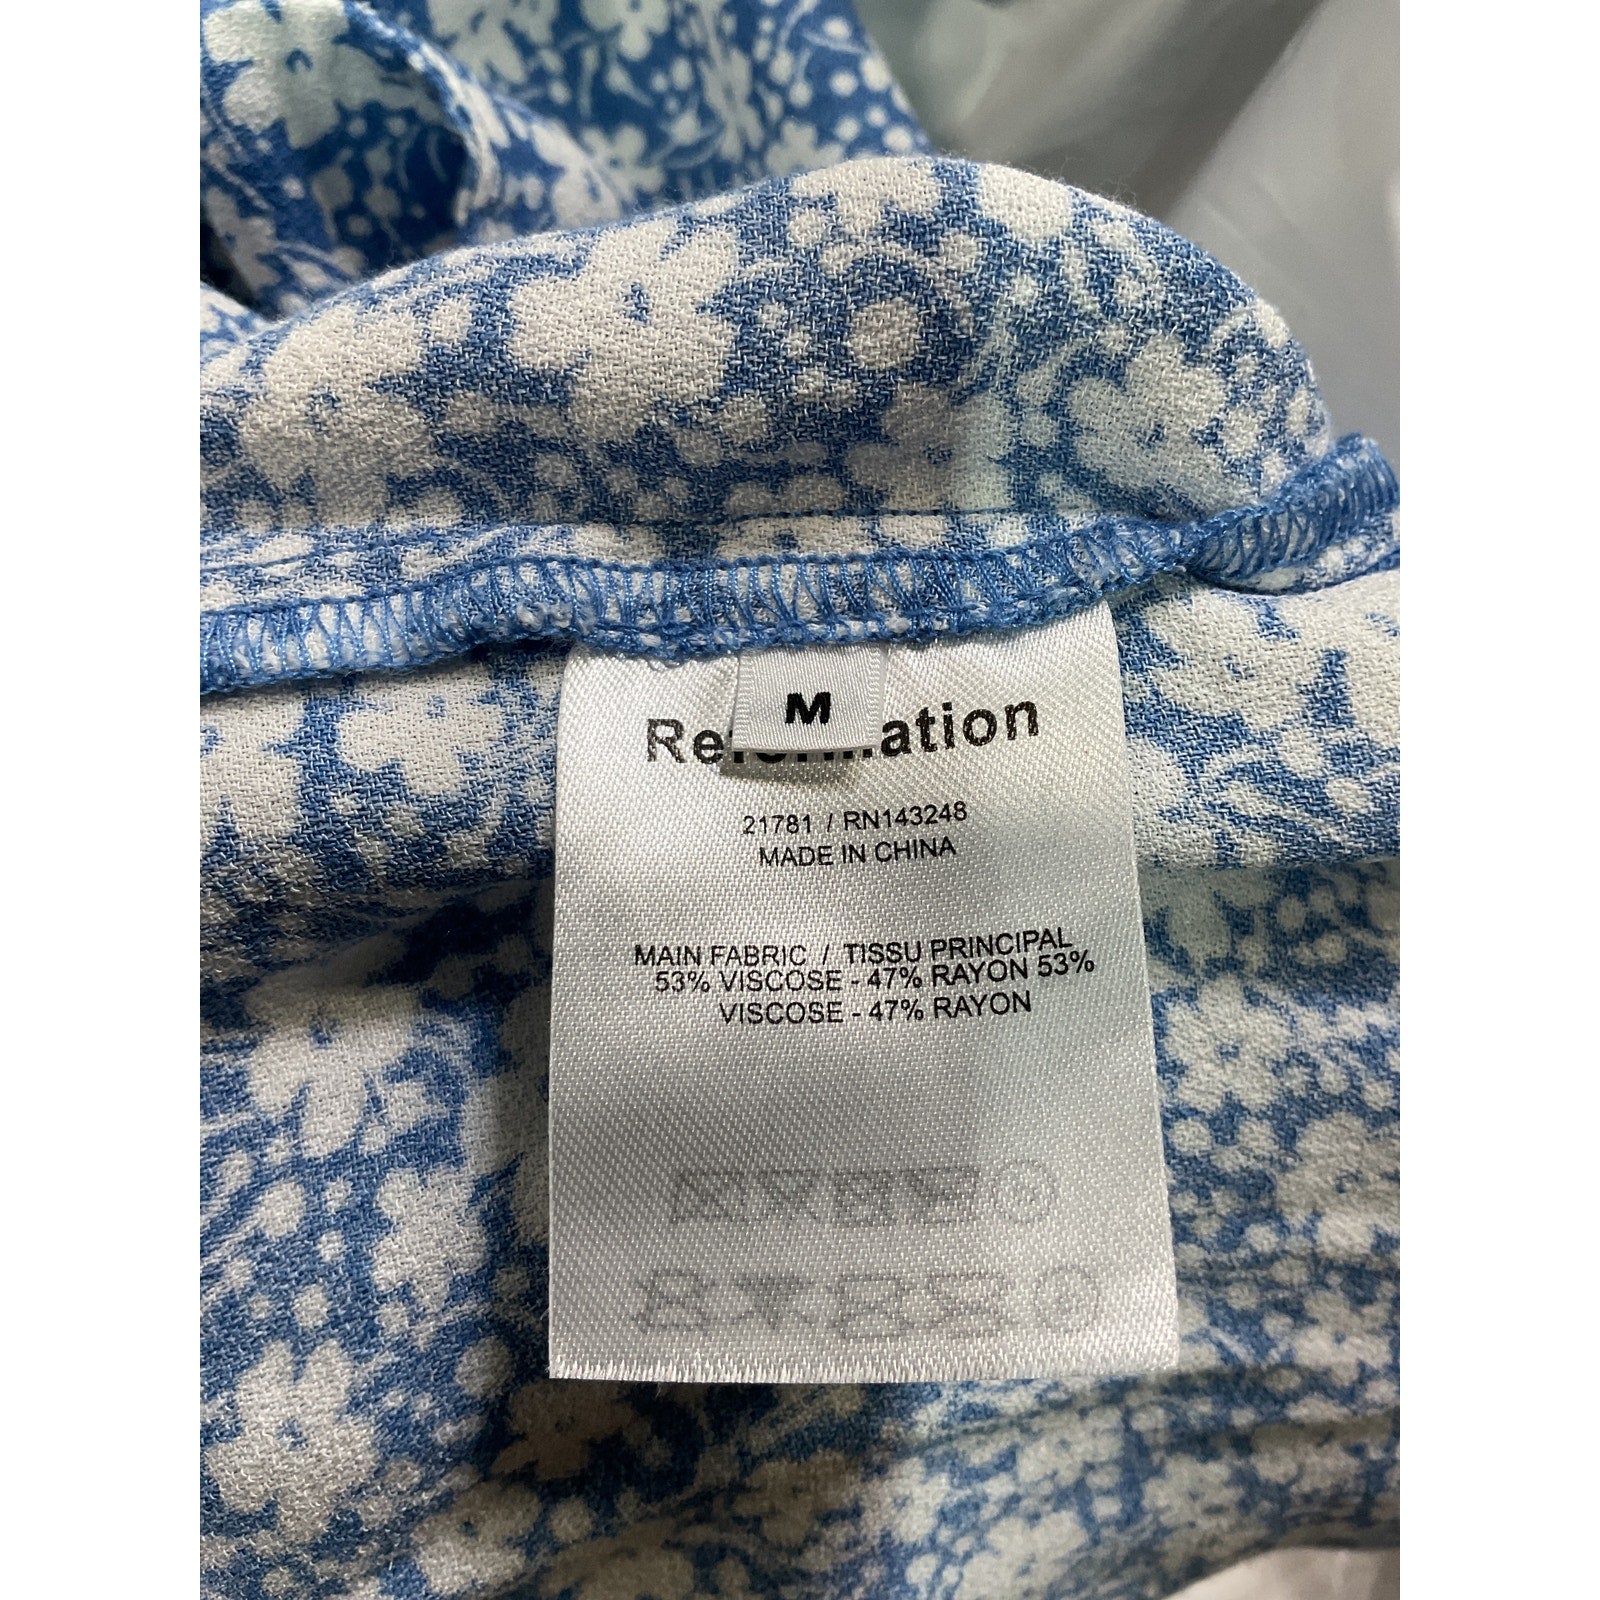 M
Reformation
21781 / RN143248
MADE IN CHINA
MAIN FABRIC / TISSU PRINCIPAL
53% VISCOSE - 47% RAYON 53%
VISCOSE - 47% RAYON